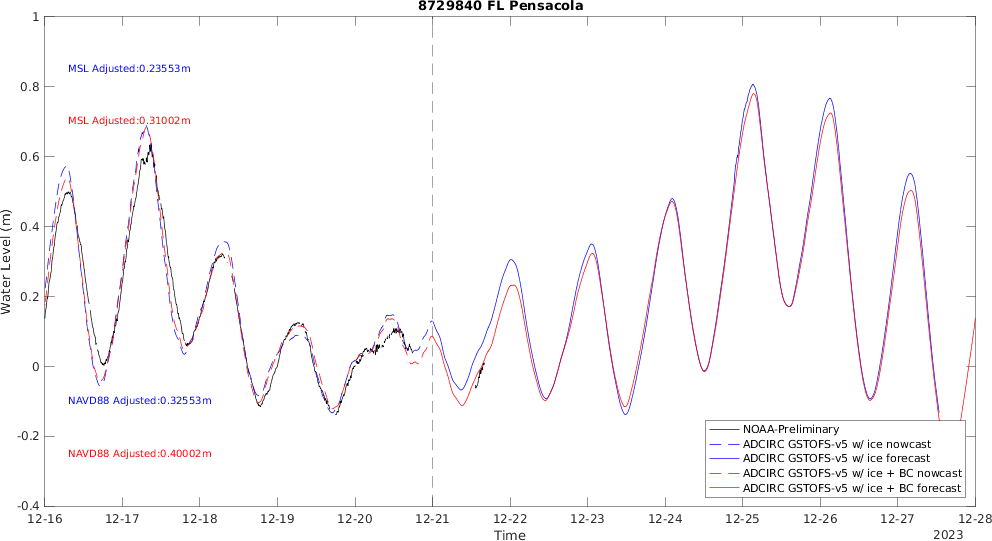 8729840 FL Pensacola
Water Level (m)
1
0.8
0.6
0.4
0.2
0
-0.2
-0.4
MSL Adjusted:0.23553m
MSL Adjusted:0.31002m
NAVD88 Adjusted:0.32553m
NAVD88 Adjusted:0.40002m
NOAA-Preliminary
ADCIRC GSTOFS-v5 w/ ice nowcast
ADCIRC GSTOFS-v5 w/ ice forecast
ADCIRC GSTOFS-v5 w/ ice + BC nowcast
ADCIRC GSTOFS-v5 w/ ice + BC forecast
12-16 12-17 12-18 12-19 12-20 12-21 12-22 12-23 12-24 12-25 12-26 12-27 12-28
Time
2023